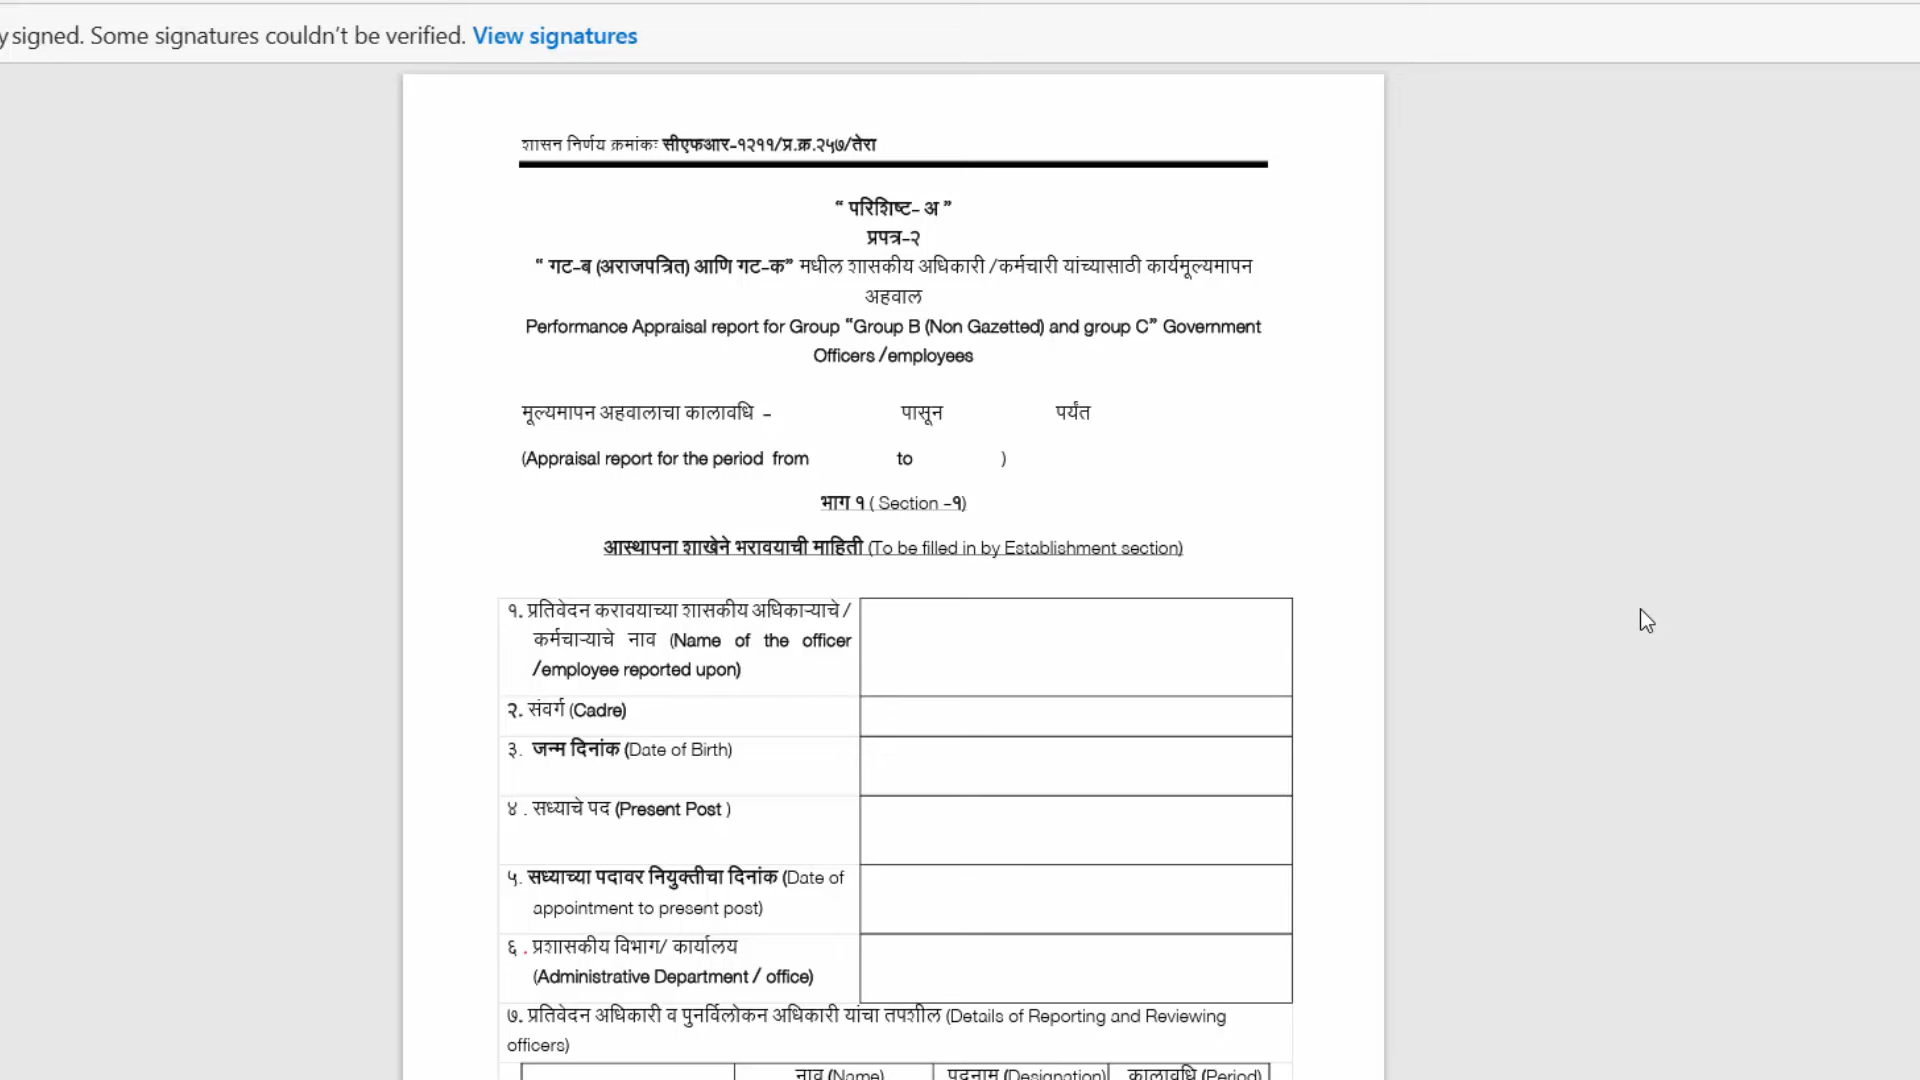 y signed. Some signatures couldn't be verified. View signatures
शासन निर्णय क्रमांकः सीएफआर-१२११/प्र.क्र.२५७/तेरा
“ परिशिष्ट- अ ”
प्रपत्र-२
“ गट-ब (अराजपत्रित) आणि गट-क” मधील शासकीय अधिकारी /कर्मचारी यांच्यासाठी कार्यमूल्यमापन
अहवाल
Performance Appraisal report for Group “Group B (Non Gazetted) and group C” Government
Officers /employees
मूल्यमापन अहवालाचा कालावधि - पासून पर्यंत
(Appraisal report for the period from to )
भाग १ ( Section -१)
आस्थापना शाखेने भरावयाची माहिती (To be filled in by Establishment section)
१. प्रतिवेदन करावयाच्या शासकीय अधिकाऱ्याचे /
कर्मचाऱ्याचे नाव (Name of the officer
/employee reported upon)
२. संवर्ग (Cadre)
३. जन्म दिनांक (Date of Birth)
४ . सध्याचे पद (Present Post )
५. सध्याच्या पदावर नियुक्तीचा दिनांक (Date of
appointment to present post)
६ . प्रशासकीय विभाग/ कार्यालय
(Administrative Department / office)
७. प्रतिवेदन अधिकारी व पुनर्विलोकन अधिकारी यांचा तपशील (Details of Reporting and Reviewing
officers)
नाव (Name) पदनाम (Designation) कालावधि (Period)